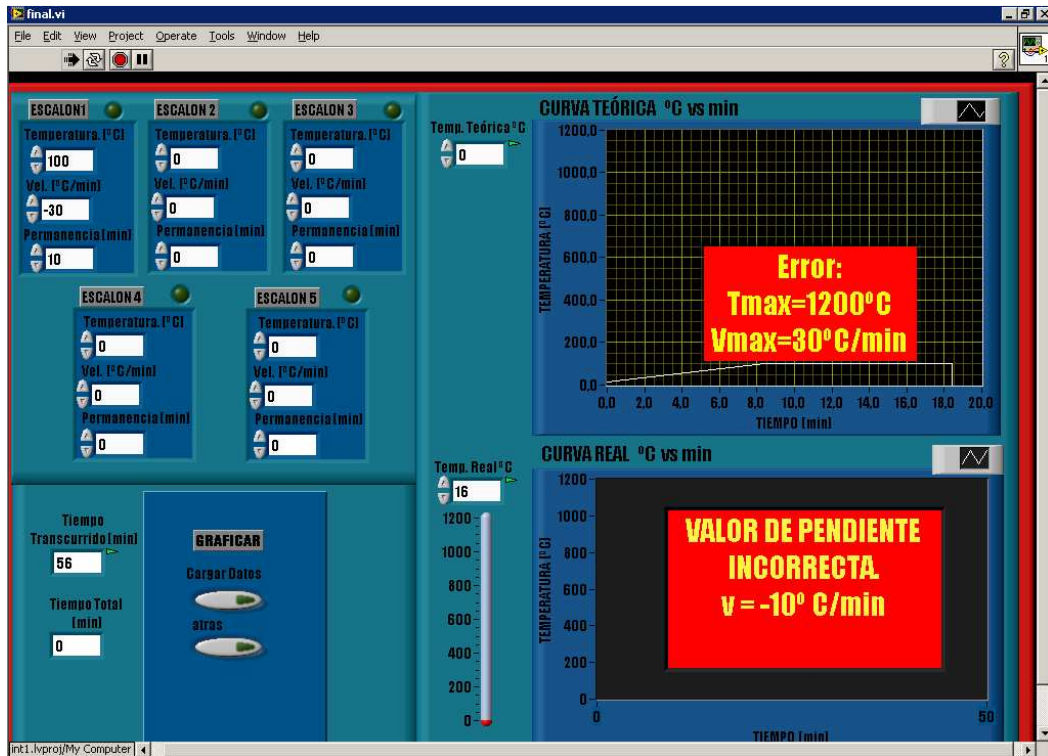 final.vi
File Edit View Project Operate Tools Window Help
1
ESCALON1
Temperatura. [ºC]
100
Vel. [ºC/min]
-30
Permanencia [min]
10
ESCALON 2
Temperatura. [ºC]
0
Vel. [ºC/min]
0
Permanencia [min]
0
ESCALON 3
Temperatura. [ºC]
0
Vel. [ºC/min]
0
Permanencia [min]
0
ESCALON 4
Temperatura. [ºC]
0
Vel. [ºC/min]
0
Permanencia [min]
0
ESCALON 5
Temperatura. [ºC]
0
Vel. [ºC/min]
0
Permanencia [min]
0
Temp. Teórica ºC
0
CURVA TEÓRICA ºC vs min
TEMPERATURA [ºC]
1200,0
1000,0
800,0
600,0
400,0
200,0
0,0
0,0 2,0 4,0 6,0 8,0 10,0 12,0 14,0 16,0 18,0 20,0
TIEMPO [min]
Error:
Tmax=1200ºC
Vmax=30ºC/min
Tiempo
Transcurrido [min]
56
Tiempo Total
[min]
0
GRAFICAR
Cargar Datos
atras
Temp. Real ºC
16
1200
1000
800
600
400
200
0
CURVA REAL ºC vs min
TEMPERATURA [ºC]
1200
1000
800
600
400
200
0
0 50
TIEMPO [min]
VALOR DE PENDIENTE
INCORRECTA.
v = -10º C/min
int1.lvproj/My Computer